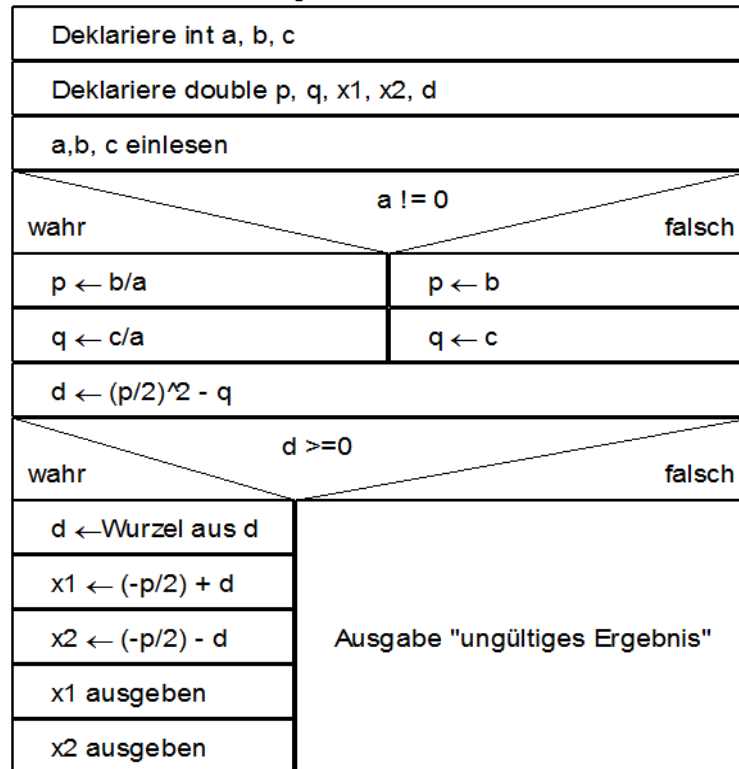 Deklariere int a, b, c
Deklariere double p, q, x1, x2, d
a,b, c einlesen
a != 0
wahr
falsch
p ← b/a
p ← b
q ← c/a
q ← c
d ← (p/2)^2 - q
d >=0
wahr
falsch
d ←Wurzel aus d
x1 ← (-p/2) + d
x2 ← (-p/2) - d
Ausgabe "ungültiges Ergebnis"
x1 ausgeben
x2 ausgeben